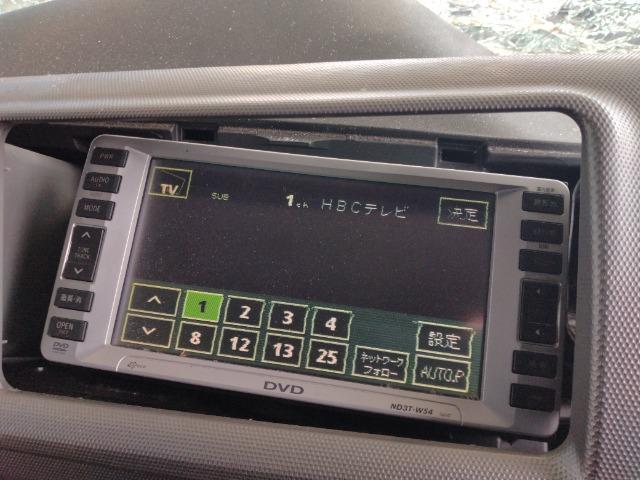 PWR
AUDIO
MODE
TUNE
TRACK
画質・消
OPEN
DVD
TV
SUB
1ch HBCテレビ
決定
1 2 3 4
設定
8 12 13 25
ネットワーク
フォロー
AUTO.P
DVD
ND3T-W54